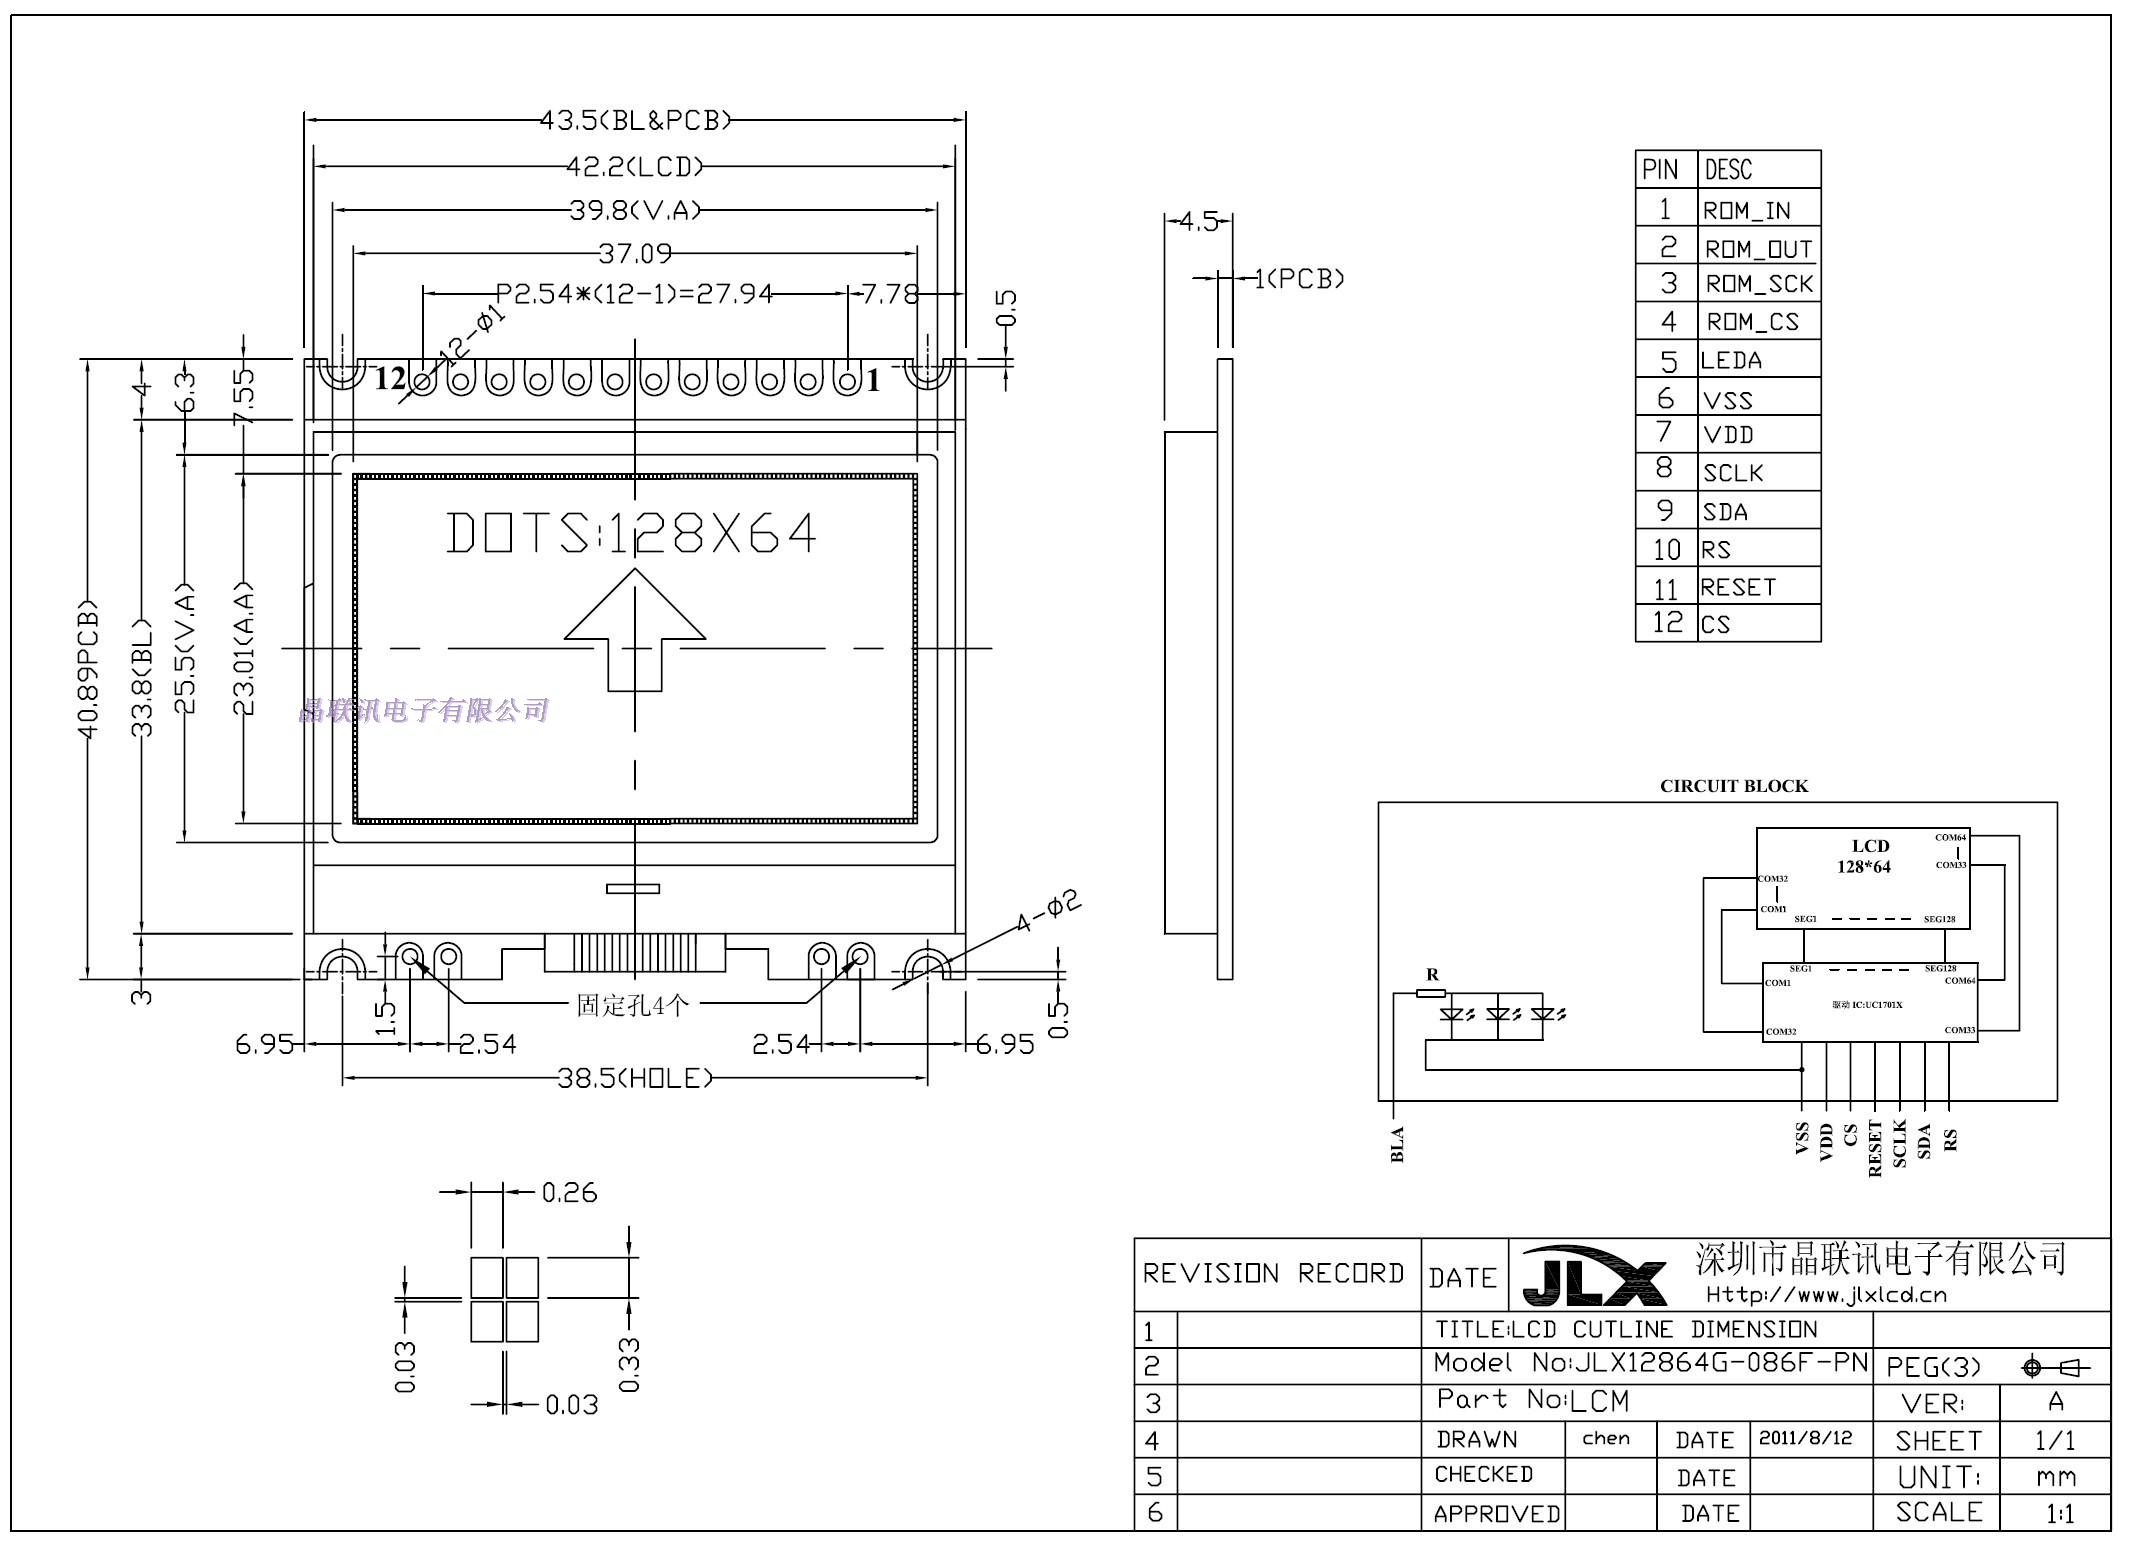 43.5(BL&PCB)
42.2(LCD)
39.8(V.A)
37.09
P2.54*(12-1)=27.94
7.78
12-Ø1
0.5
12
1
4
6.3
7.55
40.89PCB)
33.8(BL)
25.5(V.A)
23.01(A.A)
3
DOTS:128X64
晶联讯电子有限公司
4-Ø2
固定孔4个
1.5
0.5
6.95
2.54
2.54
6.95
38.5(HOLE)
4.5
1(PCB)
0.26
0.03
0.33
0.03
PIN DESC
1 ROM_IN
2 ROM_OUT
3 ROM_SCK
4 ROM_CS
5 LEDA
6 VSS
7 VDD
8 SCLK
9 SDA
10 RS
11 RESET
12 CS
CIRCUIT BLOCK
LCD
128*64
COM64
COM33
COM32
COM1
SEG1
SEG128
SEG1
SEG128
COM1
COM64
驱动 IC:UC1701X
COM32
COM33
R
BLA
VSS
VDD
CS
RESET
SCLK
SDA
RS
REVISION RECORD
DATE
JLX
深圳市晶联讯电子有限公司
Http://www.jlxlcd.cn
1
TITLE:LCD CUTLINE DIMENSION
2
Model No:JLX12864G-086F-PN
PEG(3)
3
Part No:LCM
VER: A
4
DRAWN chen DATE 2011/8/12
SHEET 1/1
5
CHECKED DATE
UNIT: mm
6
APPROVED DATE
SCALE 1:1